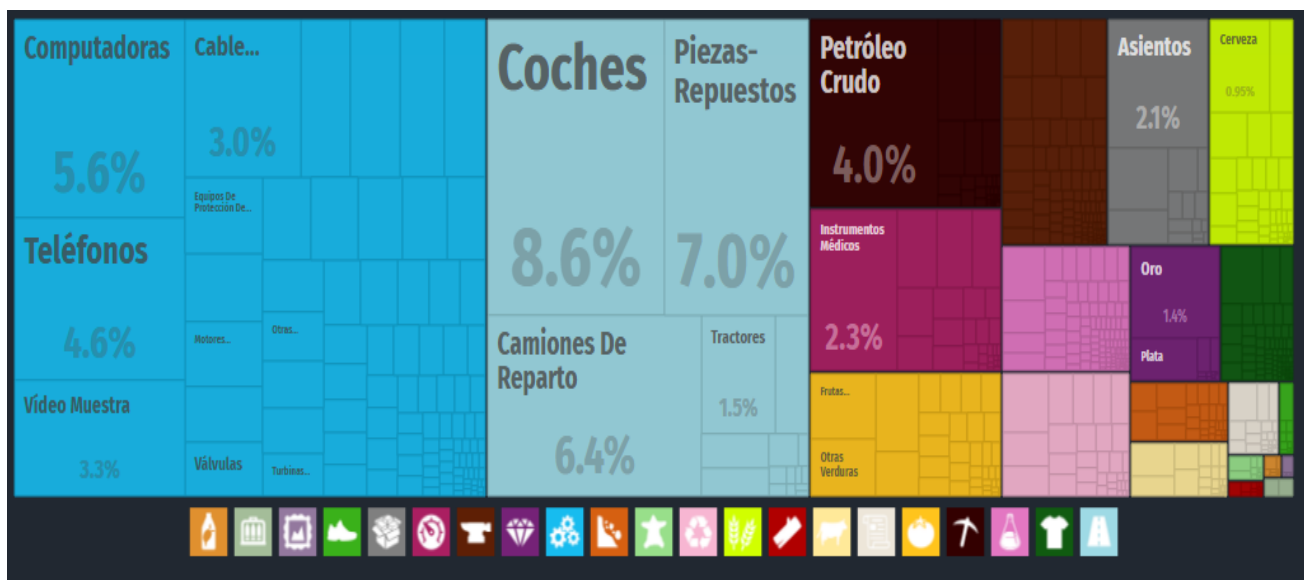 Computadoras
5.6%
Teléfonos
4.6%
Vídeo Muestra
3.3%
Cable...
3.0%
Equipos De
Protección De...
Motores...
Válvulas
Otras...
Turbinas...
Coches
8.6%
Piezas-
Repuestos
7.0%
Camiones De
Reparto
6.4%
Tractores
1.5%
Petróleo
Crudo
4.0%
Instrumentos
Médicos
2.3%
Frutas...
Otras
Verduras
Asientos
2.1%
Cerveza
0.95%
Oro
1.4%
Plata